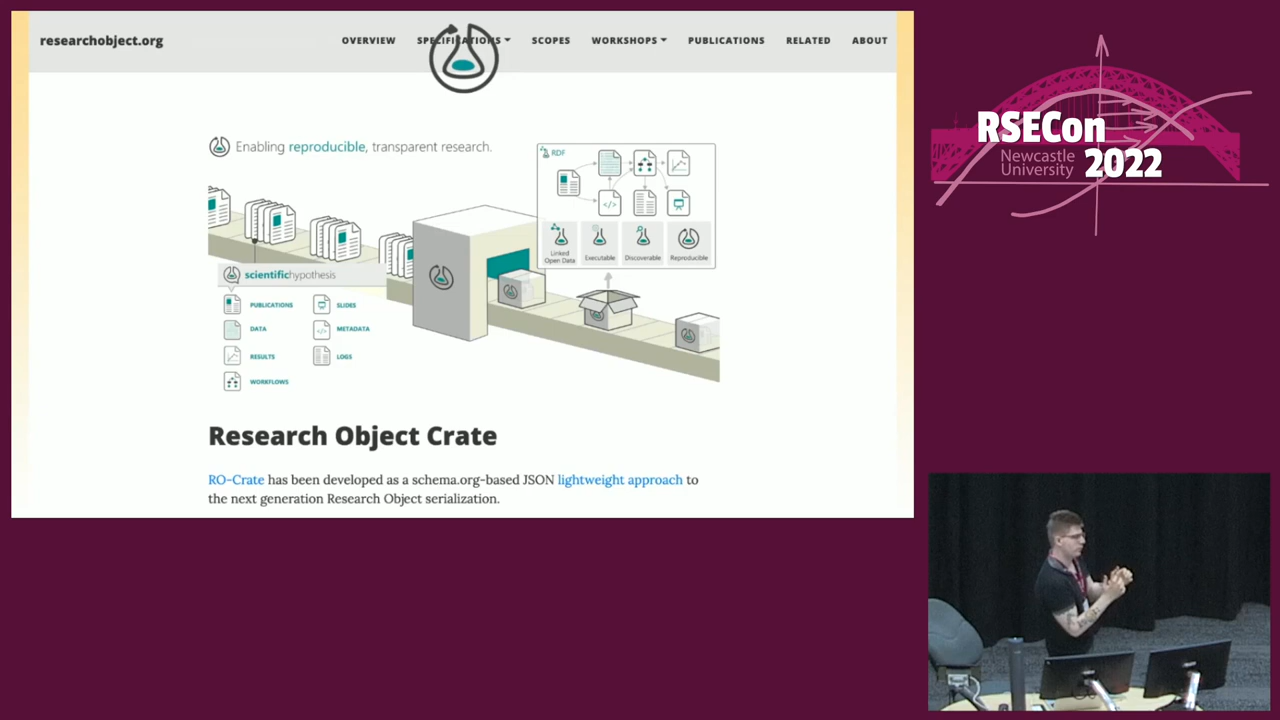 researchobject.org
OVERVIEW SPECIFICATIONS SCOPES WORKSHOPS PUBLICATIONS RELATED ABOUT
Enabling reproducible, transparent research.
RDF
</>
Linked Open Data
Executable
Discoverable
Reproducible
scientifichypothesis
PUBLICATIONS
SLIDES
DATA
</>
METADATA
RESULTS
LOGS
WORKFLOWS
Research Object Crate
RO-Crate has been developed as a schema.org-based JSON lightweight approach to
the next generation Research Object serialization.
RSECon
Newcastle
University
2022